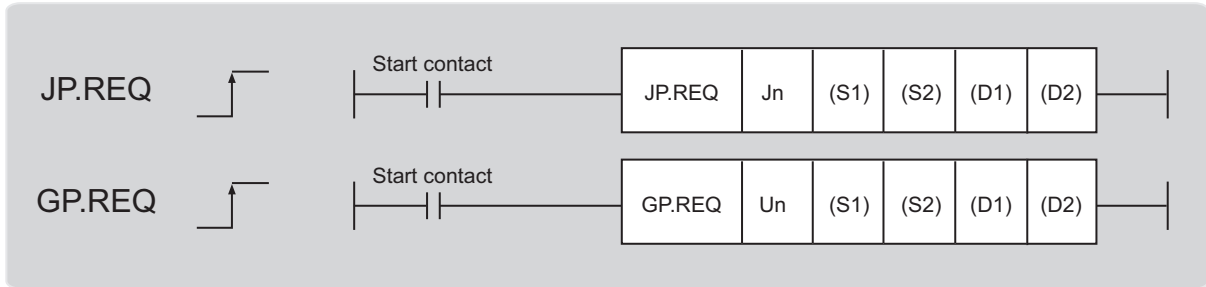 Start contact
JP.REQ JP.REQ Jn (S1) (S2) (D1) (D2)
Start contact
GP.REQ GP.REQ Un (S1) (S2) (D1) (D2)